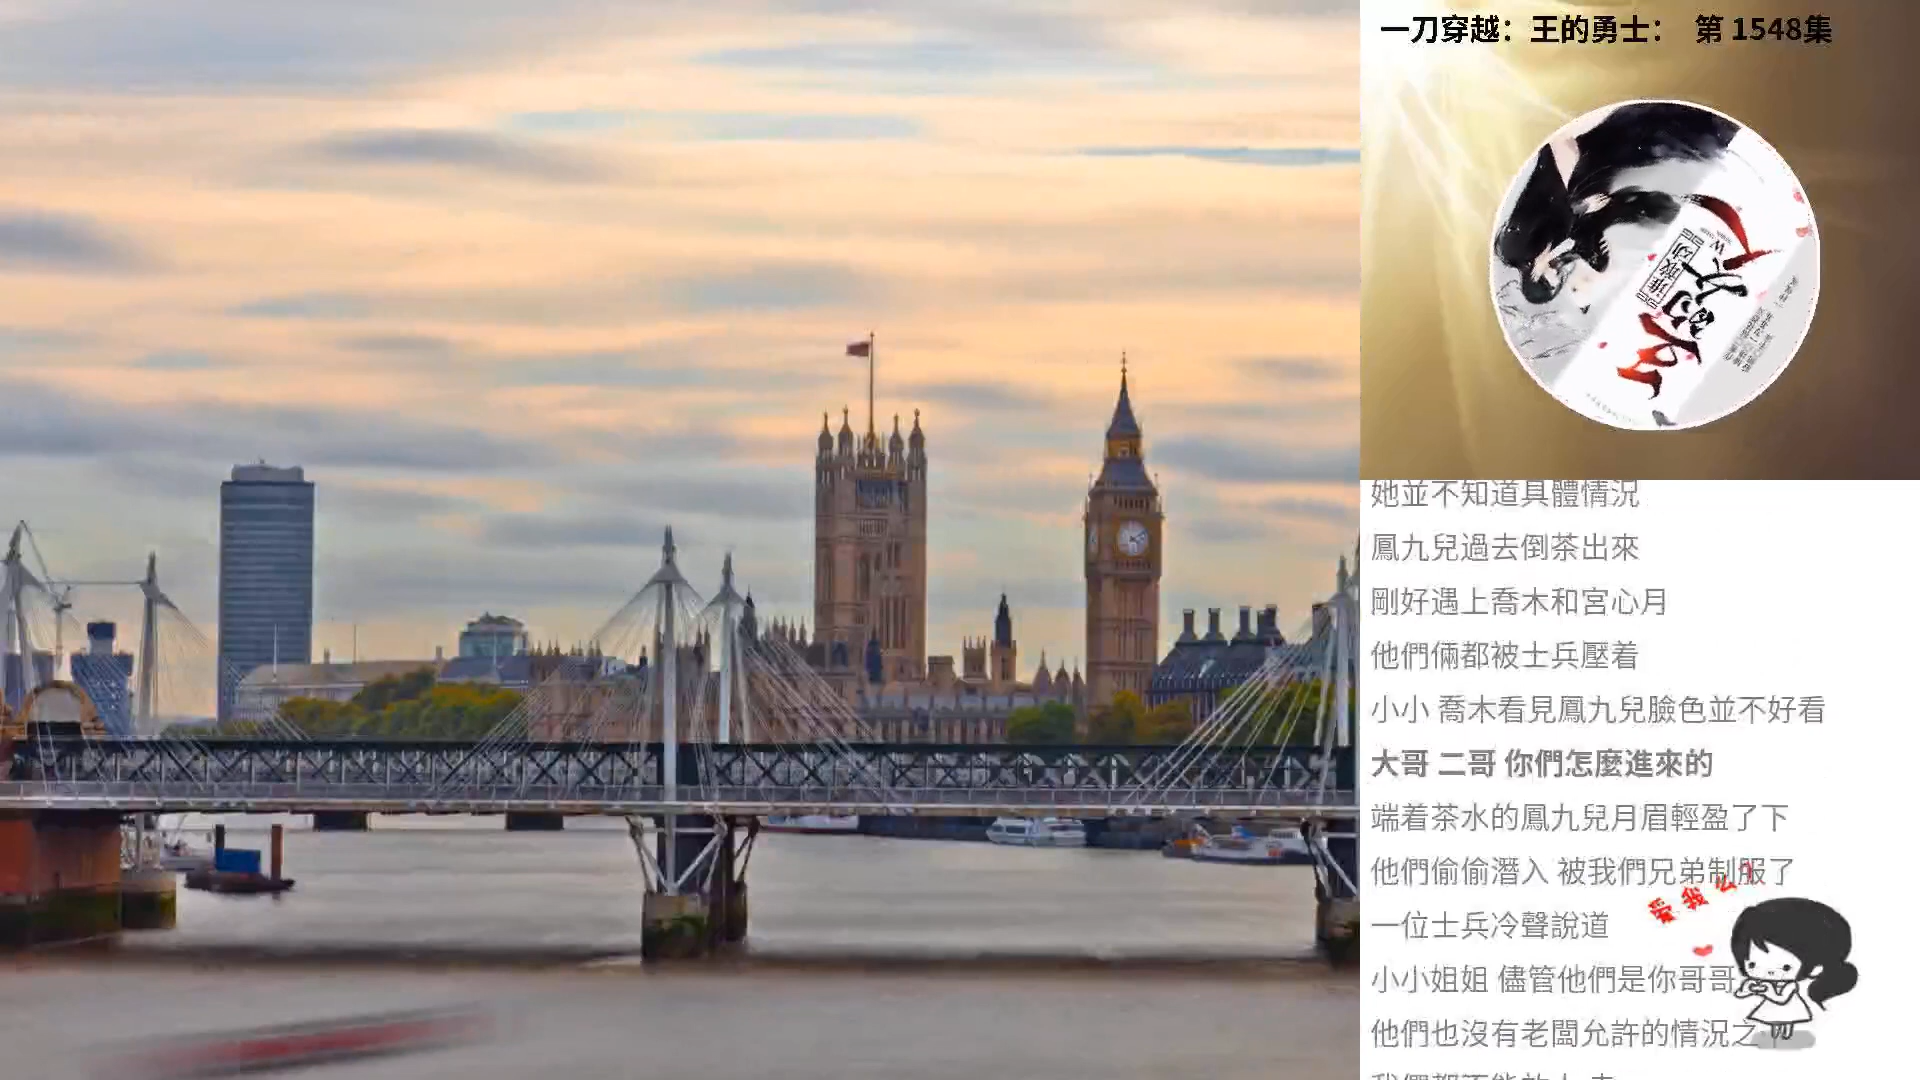 一刀穿越：王的勇士： 第 1548集
誰敢动
她並不知道具體情況
鳳九兒過去倒茶出來
剛好遇上喬木和宮心月
他們倆都被士兵壓着
小小 喬木看見鳳九兒臉色並不好看
大哥 二哥 你們怎麼進來的
端着茶水的鳳九兒月眉輕盈了下
他們偷偷潛入 被我們兄弟制服了
爱我么
一位士兵冷聲說道
小小姐姐 儘管他們是你哥哥
他們也沒有老闆允許的情況之